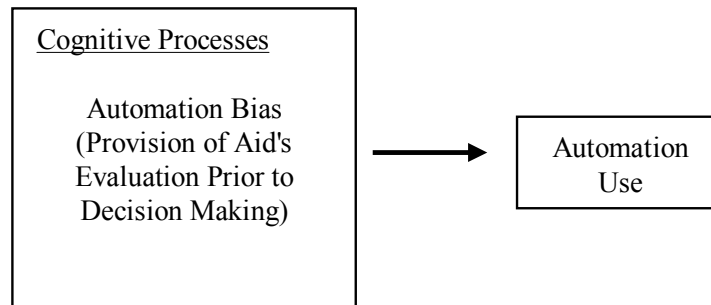 Cognitive Processes
Automation Bias
(Provision of Aid's
Evaluation Prior to
Decision Making)
Automation
Use